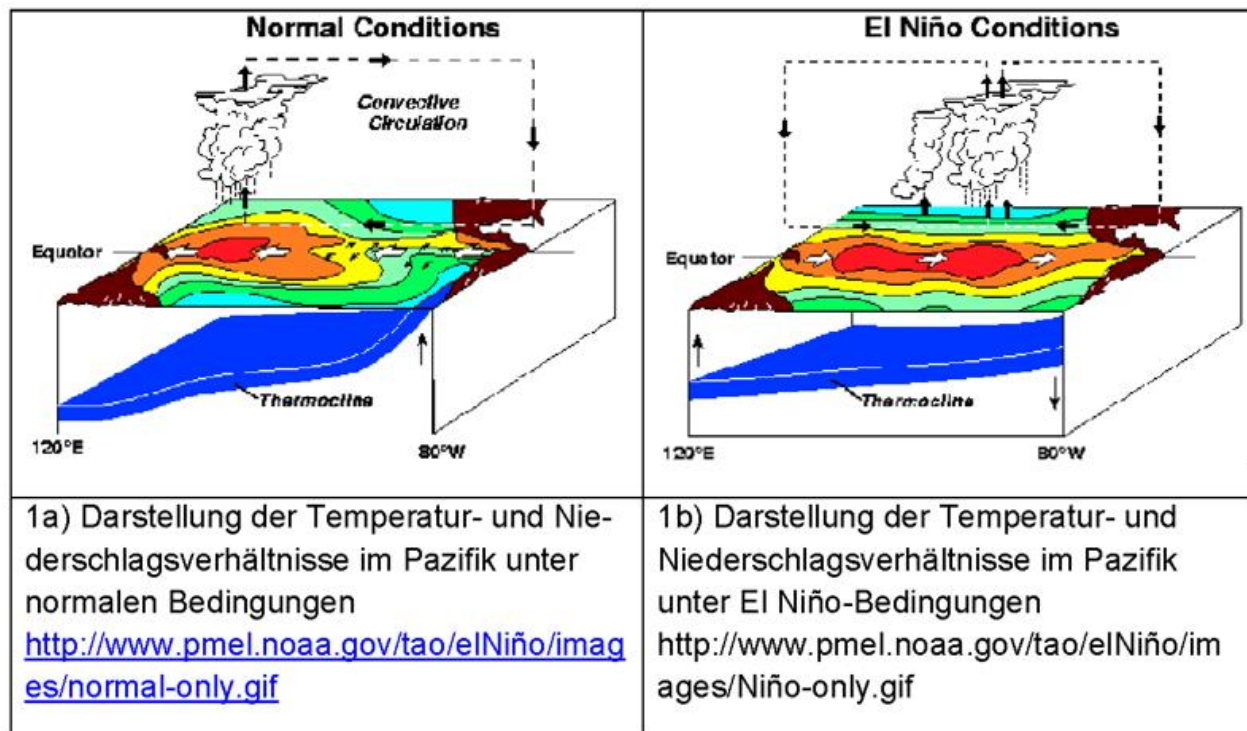 Normal Conditions
Convective
Circulation
Equator
Thermocline
120°E
80°W
El Niño Conditions
Equator
Thermocline
120°E
80°W
1a) Darstellung der Temperatur- und Nie-
derschlagsverhältnisse im Pazifik unter
normalen Bedingungen
http://www.pmel.noaa.gov/tao/elNiño/imag
es/normal-only.gif
1b) Darstellung der Temperatur- und
Niederschlagsverhältnisse im Pazifik
unter El Niño-Bedingungen
http://www.pmel.noaa.gov/tao/elNiño/im
ages/Niño-only.gif